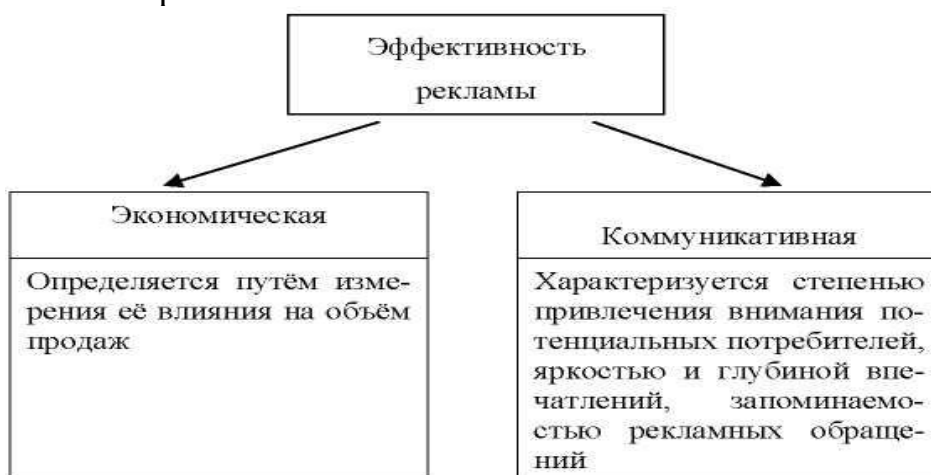 Эффективность
рекламы
Экономическая
Определяется путём изме-
рения её влияния на объём
продаж
Коммуникативная
Характеризуется степенью
привлечения внимания по-
тенциальных потребителей,
яркостью и глубиной впе-
чатлений, запоминаемо-
стью рекламных обраще-
ний